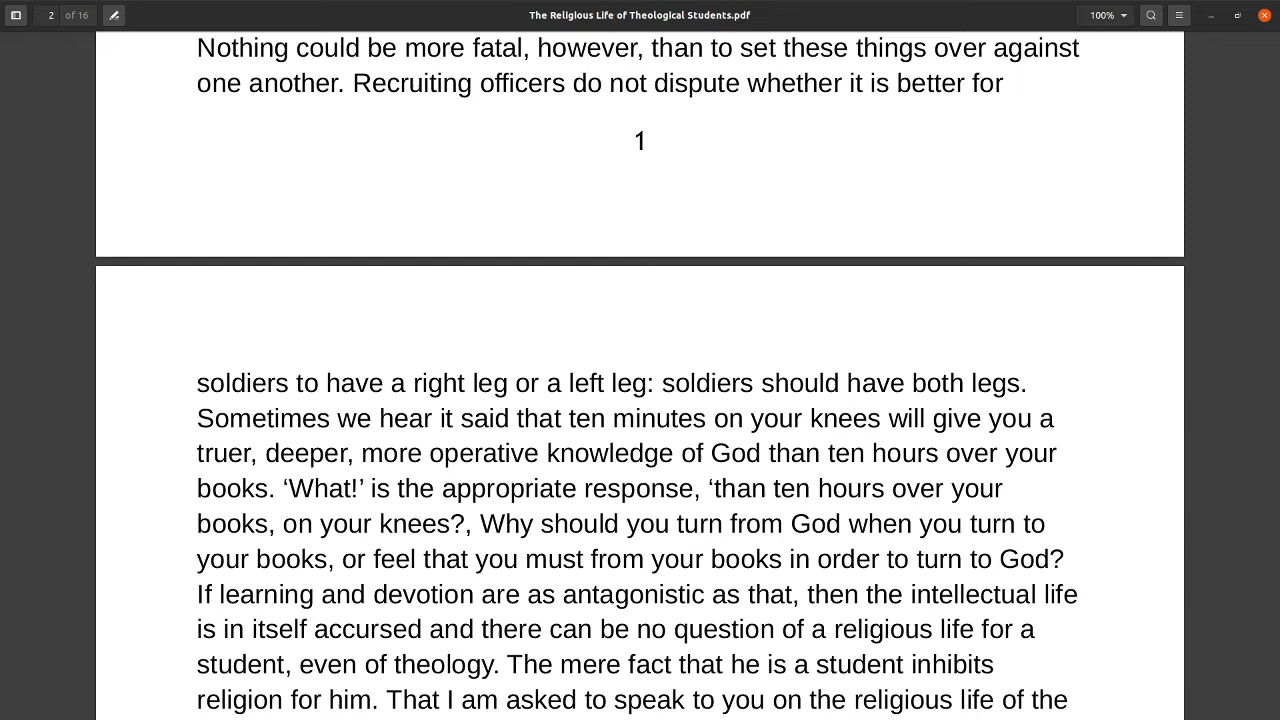 2 of 16
The Religious Life of Theological Students.pdf
100%
Nothing could be more fatal, however, than to set these things over against
one another. Recruiting officers do not dispute whether it is better for
1
soldiers to have a right leg or a left leg: soldiers should have both legs.
Sometimes we hear it said that ten minutes on your knees will give you a
truer, deeper, more operative knowledge of God than ten hours over your
books. ‘What!’ is the appropriate response, ‘than ten hours over your
books, on your knees?, Why should you turn from God when you turn to
your books, or feel that you must from your books in order to turn to God?
If learning and devotion are as antagonistic as that, then the intellectual life
is in itself accursed and there can be no question of a religious life for a
student, even of theology. The mere fact that he is a student inhibits
religion for him. That I am asked to speak to you on the religious life of the